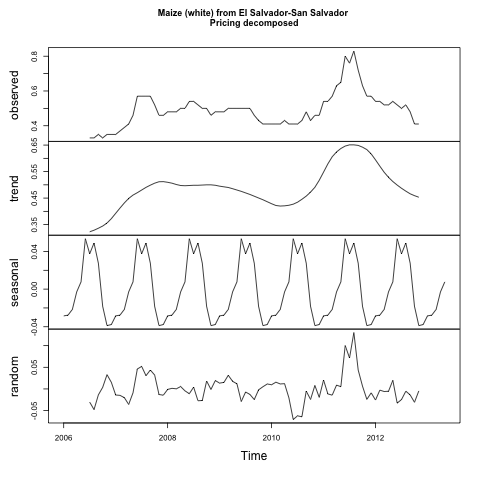 Maize (white) from El Salvador-San Salvador
Pricing decomposed
observed
0.4 0.6 0.8
trend
0.35 0.45 0.55 0.65
seasonal
-0.04 0.00 0.04
random
-0.05 0.05
2006 2008 2010 2012
Time